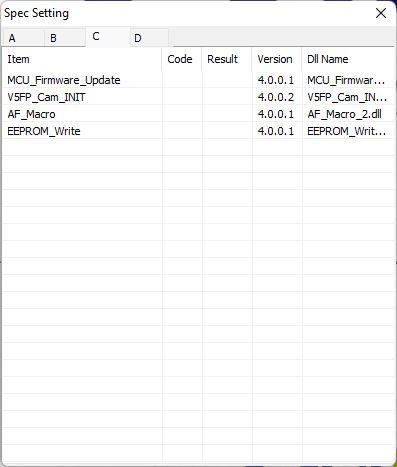 Spec Setting
A B C D
Item Code Result Version Dll Name
MCU_Firmware_Update 4.0.0.1 MCU_Firmwar...
V5FP_Cam_INIT 4.0.0.2 V5FP_Cam_IN...
AF_Macro 4.0.0.1 AF_Macro_2.dll
EEPROM_Write 4.0.0.1 EEPROM_Writ...